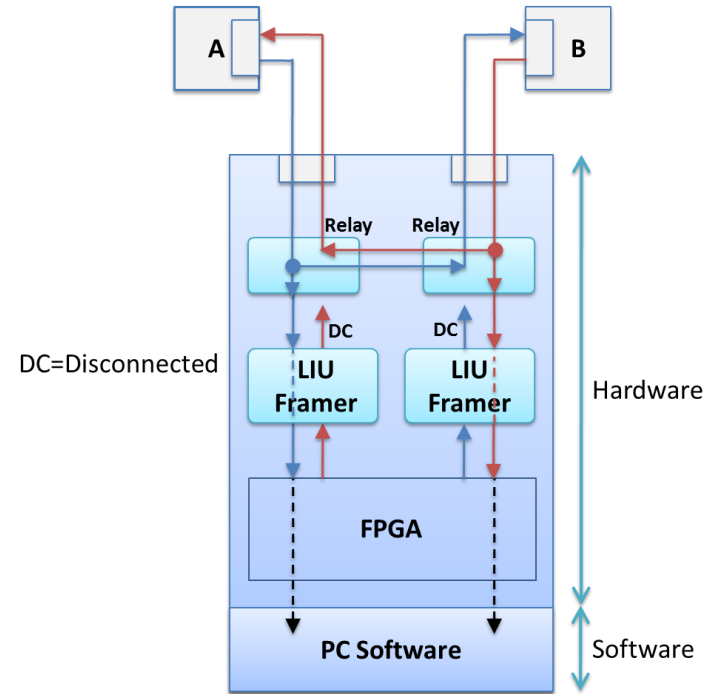 A
B
Relay
Relay
DC
DC
DC=Disconnected
LIU
Framer
LIU
Framer
Hardware
FPGA
PC Software
Software